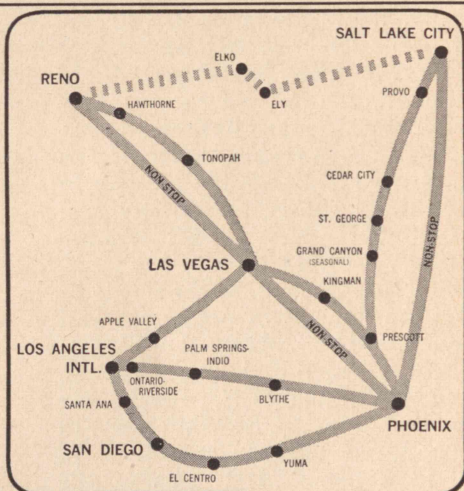 SALT LAKE CITY
ELKO
RENO
ELY
PROVO
HAWTHORNE
TONOPAH
NON STOP
CEDAR CITY
ST. GEORGE
NON-STOP
GRAND CANYON
(SEASONAL)
LAS VEGAS
KINGMAN
NON STOP
APPLE VALLEY
PRESCOTT
LOS ANGELES
INTL.
PALM SPRINGS-
INDIO
ONTARIO-
RIVERSIDE
BLYTHE
SANTA ANA
PHOENIX
SAN DIEGO
YUMA
EL CENTRO